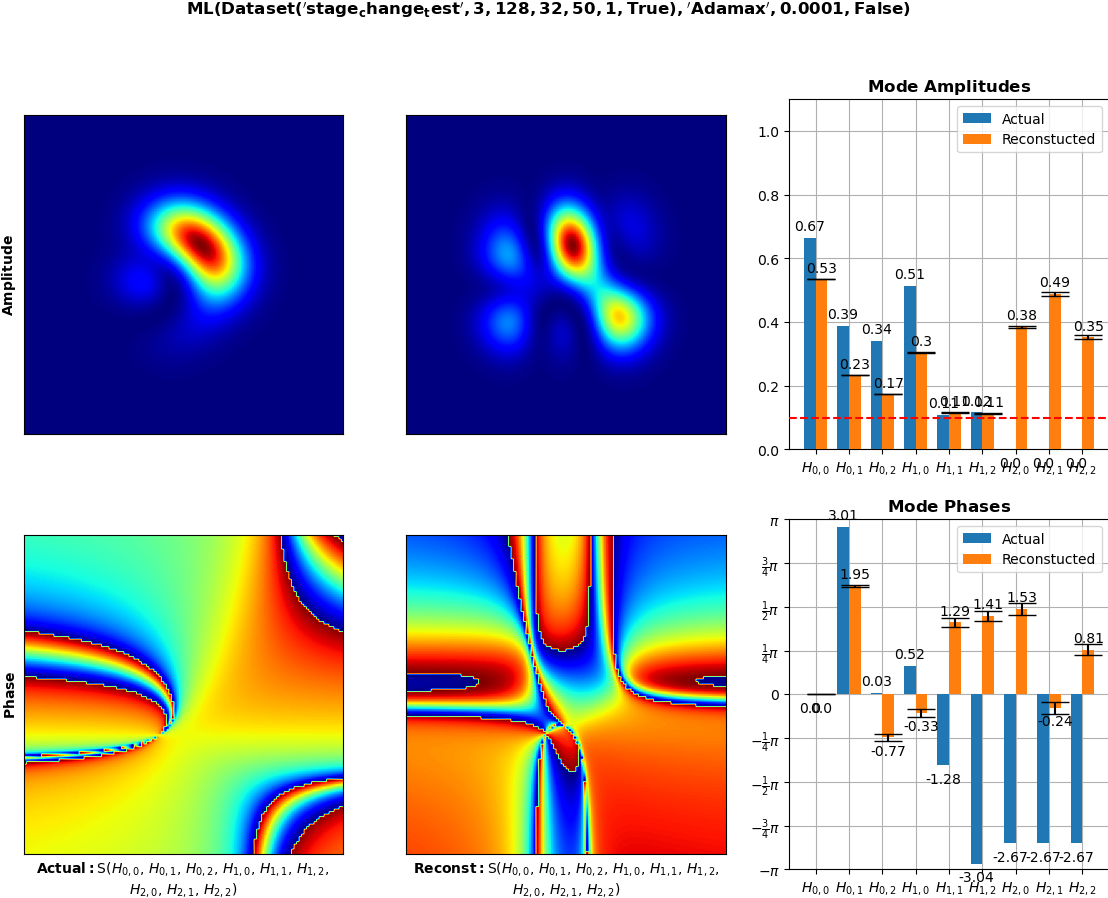 ML(Dataset('stage_change_test', 3, 128, 32, 50, 1, True), 'Adamax', 0.0001, False)
Amplitude
Mode Amplitudes
Actual
Reconstucted
1.0
0.8
0.6
0.4
0.2
0.0
0.67
0.53
0.39
0.23
0.34
0.17
0.51
0.3
0.11
0.11
0.12
0.11
0.0
0.38
0.0
0.49
0.0
0.35
H0,0 H0,1 H0,2 H1,0 H1,1 H1,2 H2,0 H2,1 H2,2
Phase
Actual: S(H0,0, H0,1, H0,2, H1,0, H1,1, H1,2,
H2,0, H2,1, H2,2)
Reconst: S(H0,0, H0,1, H0,2, H1,0, H1,1, H1,2,
H2,0, H2,1, H2,2)
Mode Phases
Actual
Reconstucted
π
3/4π
1/2π
1/4π
0
−1/4π
−1/2π
−3/4π
−π
0.0
3.01
1.95
0.03
-0.77
0.52
-0.33
-1.28
1.29
-3.04
1.41
-2.67
1.53
-2.67
-0.24
-2.67
0.81
H0,0 H0,1 H0,2 H1,0 H1,1 H1,2 H2,0 H2,1 H2,2